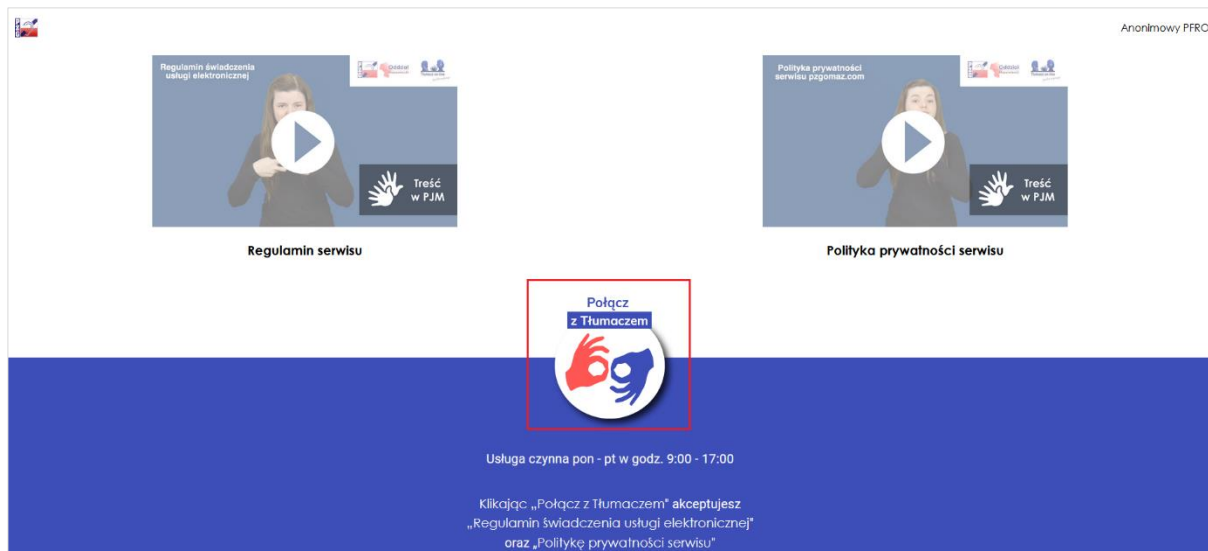 Anonimowy PFRO
Regulamin świadczenia
usługi elektronicznej
Treść
w PJM
Polityka prywatności
serwisu pzgomaz.com
Treść
w PJM
Regulamin serwisu
Polityka prywatności serwisu
Połącz
z Tłumaczem
Usługa czynna pon - pt w godz. 9:00 - 17:00
Klikając „Połącz z Tłumaczem" akceptujesz
„Regulamin świadczenia usługi elektronicznej"
oraz „Politykę prywatności serwisu"